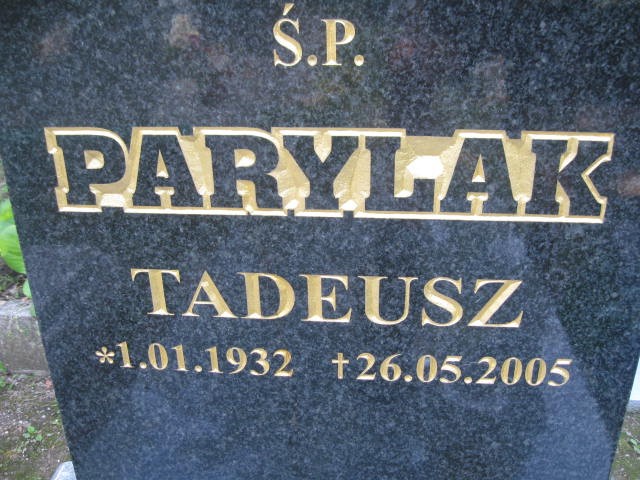 Ś.P.
PARYLAK
TADEUSZ
*1.01.1932 †26.05.2005